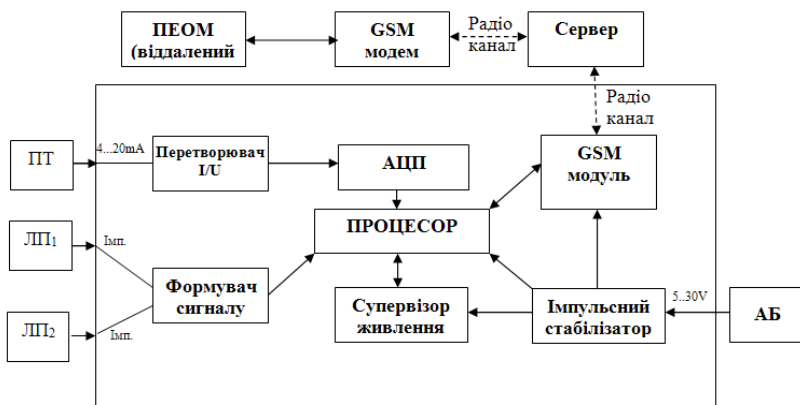 ПЕОМ
(віддалений
GSM
модем
Радіо
канал
Сервер
Радіо
канал
ПТ
4...20mA
Перетворювач
I/U
АЦП
GSM
модуль
ПРОЦЕСОР
ЛП1
Імп.
Формувач
сигналу
ЛП2
Імп.
Супервізор
живлення
Імпульсний
стабілізатор
5..30V
АБ